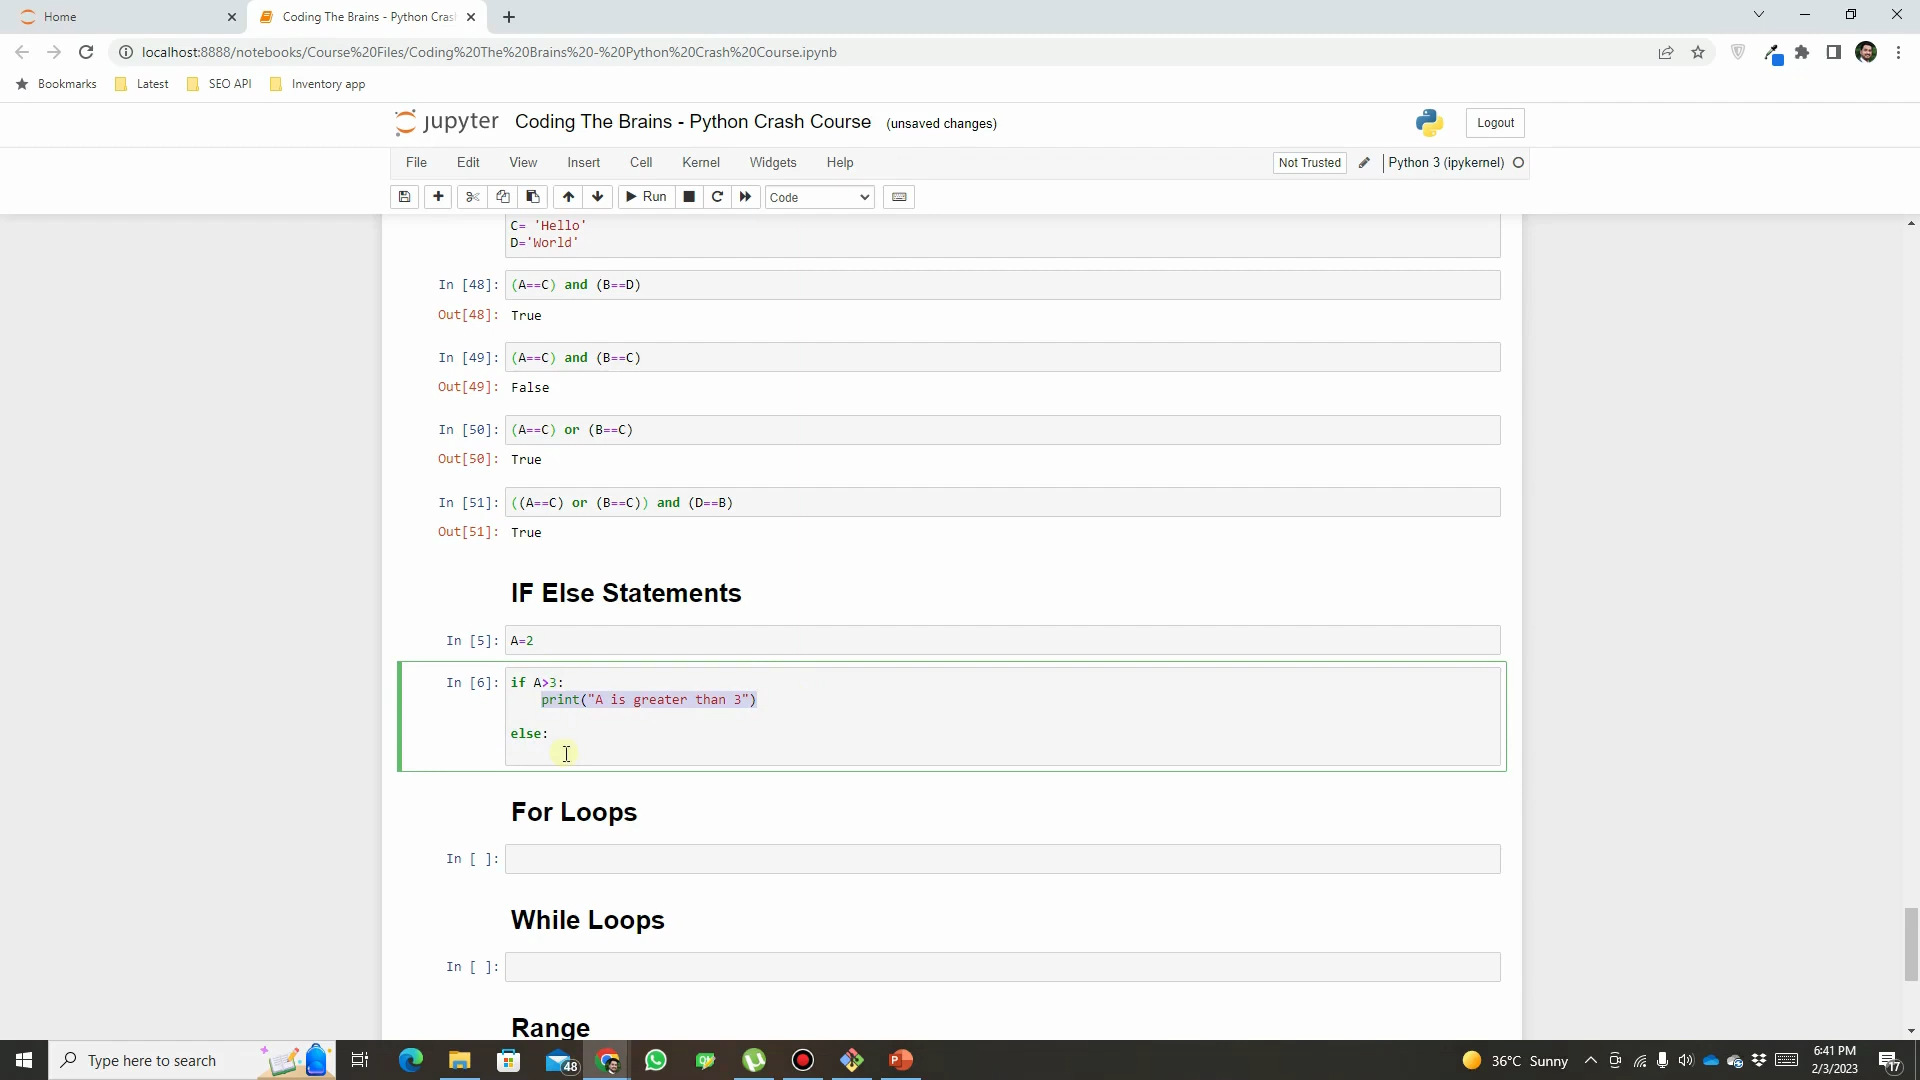 Home
Coding The Brains - Python Cras
localhost:8888/notebooks/Course%20Files/Coding%20The%20Brains%20-%20Python%20Crash%20Course.ipynb
Bookmarks
Latest
SEO API
Inventory app
jupyter
Coding The Brains - Python Crash Course
(unsaved changes)
Logout
File
Edit
View
Insert
Cell
Kernel
Widgets
Help
Not Trusted
Python 3 (ipykernel)
Run
Code
C= 'Hello'
D='World'
In [48]: (A==C) and (B==D)
Out[48]: True
In [49]: (A==C) and (B==C)
Out[49]: False
In [50]: (A==C) or (B==C)
Out[50]: True
In [51]: ((A==C) or (B==C)) and (D==B)
Out[51]: True
IF Else Statements
In [5]: A=2
In [6]: if A>3:
print("A is greater than 3")
else:
For Loops
In [ ]:
While Loops
In [ ]:
Range
Type here to search
48
36°C Sunny
6:41 PM
2/3/2023
17